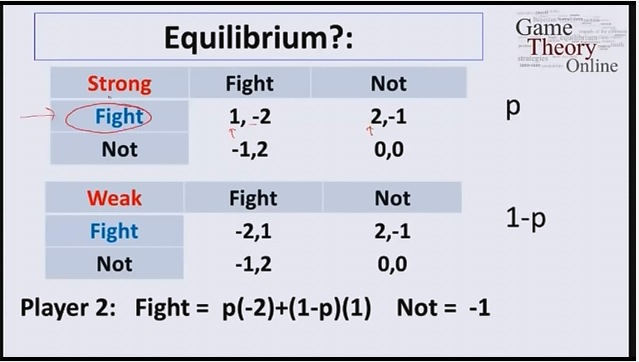 Equilibrium?:
Game
Theory
Online
Strong Fight Not
Fight 1, -2 2,-1
Not -1,2 0,0
p
Weak Fight Not
Fight -2,1 2,-1
Not -1,2 0,0
1-p
Player 2: Fight = p(-2)+(1-p)(1) Not = -1